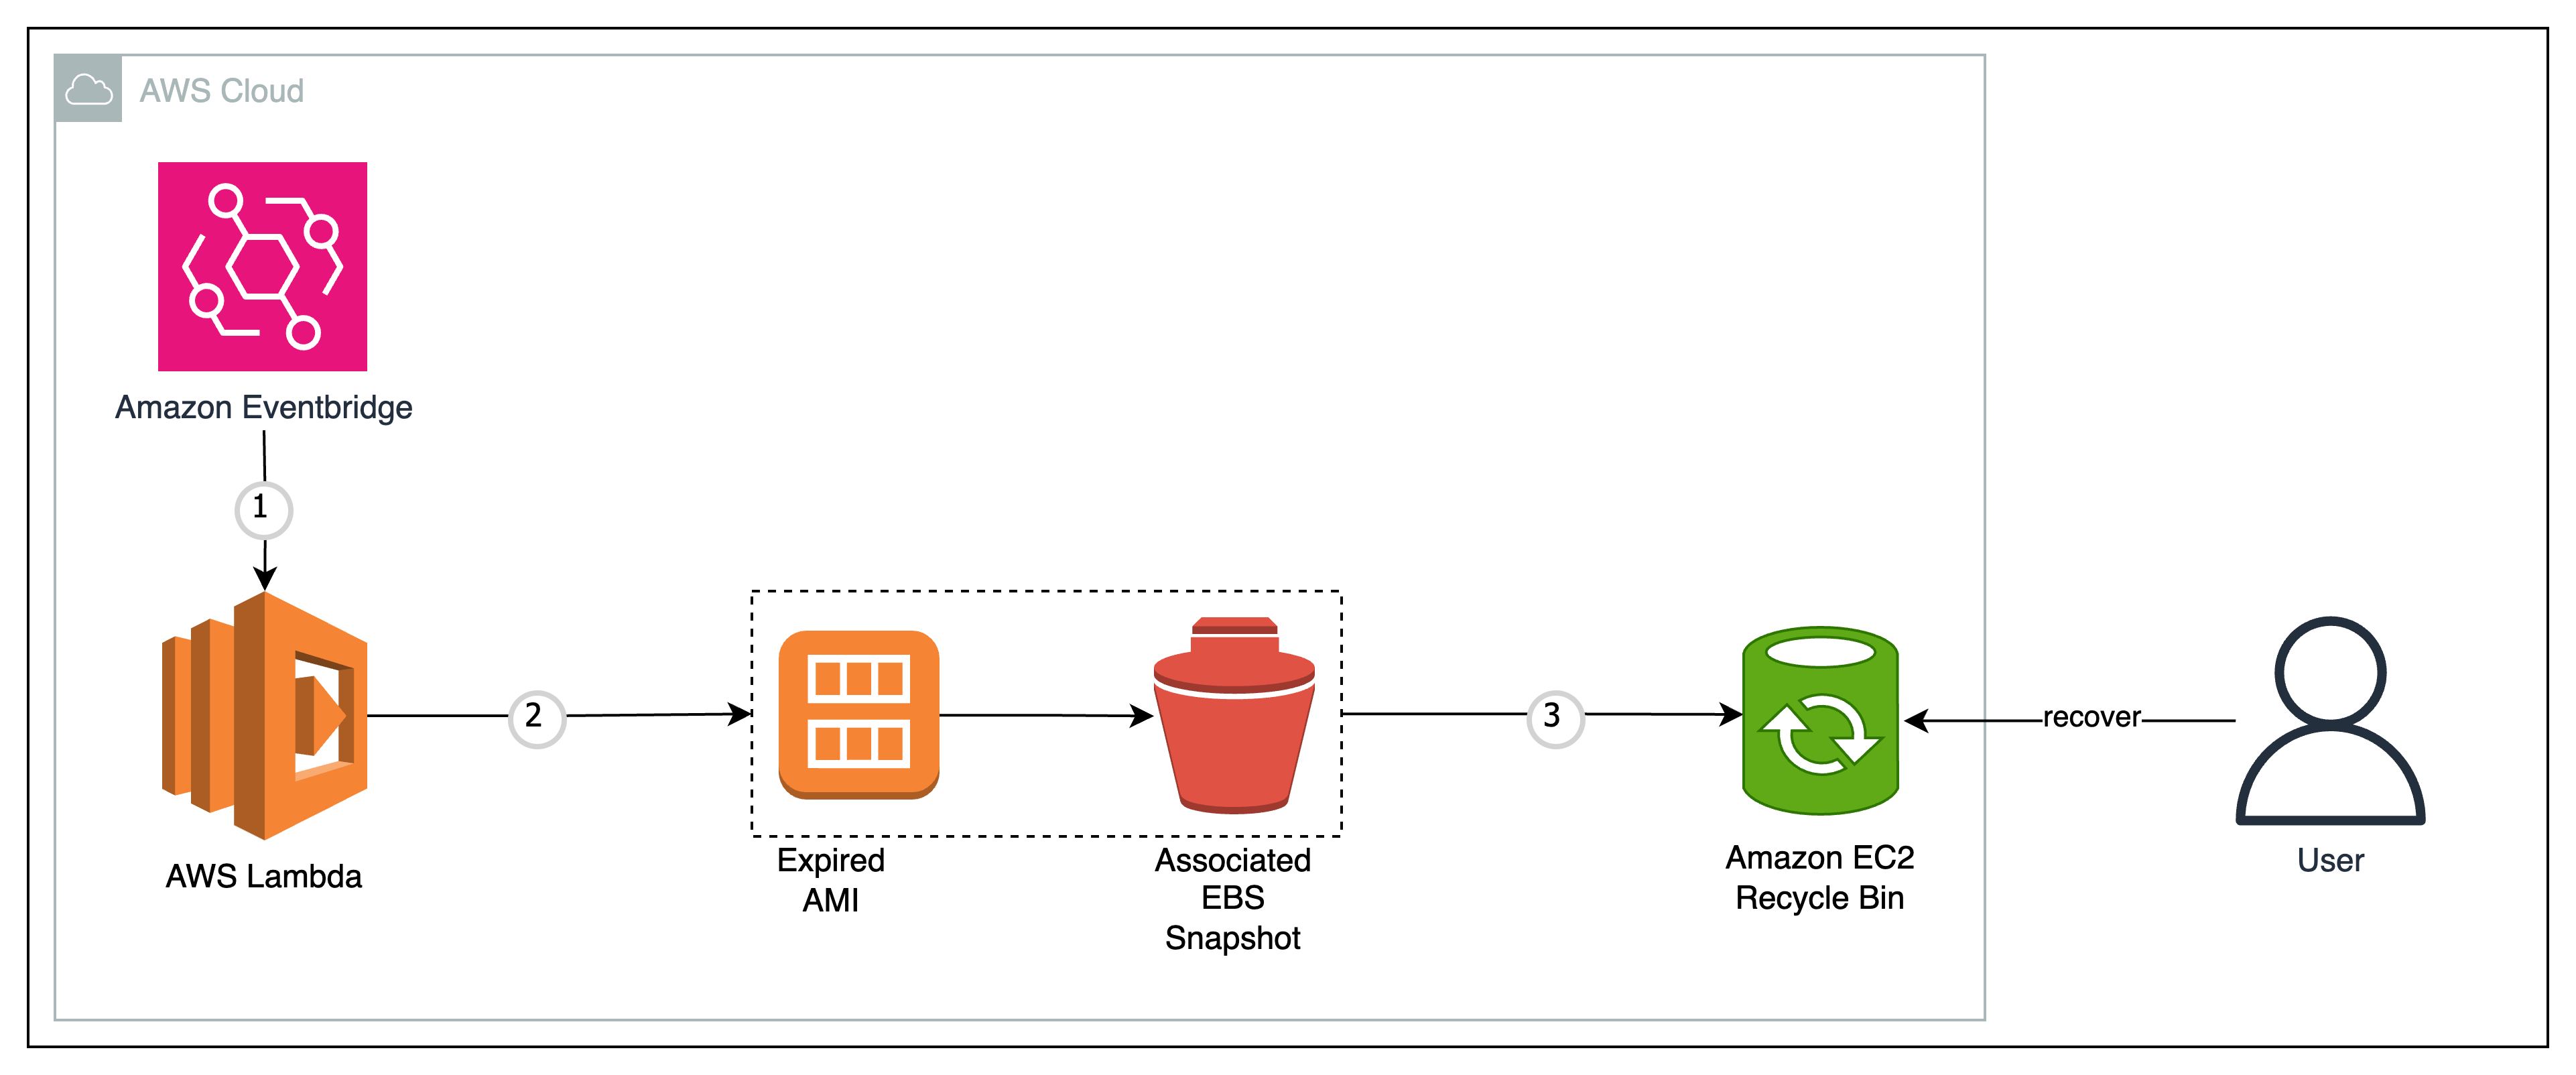 AWS Cloud
Amazon Eventbridge
1
AWS Lambda
2
Expired
AMI
Associated
EBS
Snapshot
3
Amazon EC2
Recycle Bin
recover
User